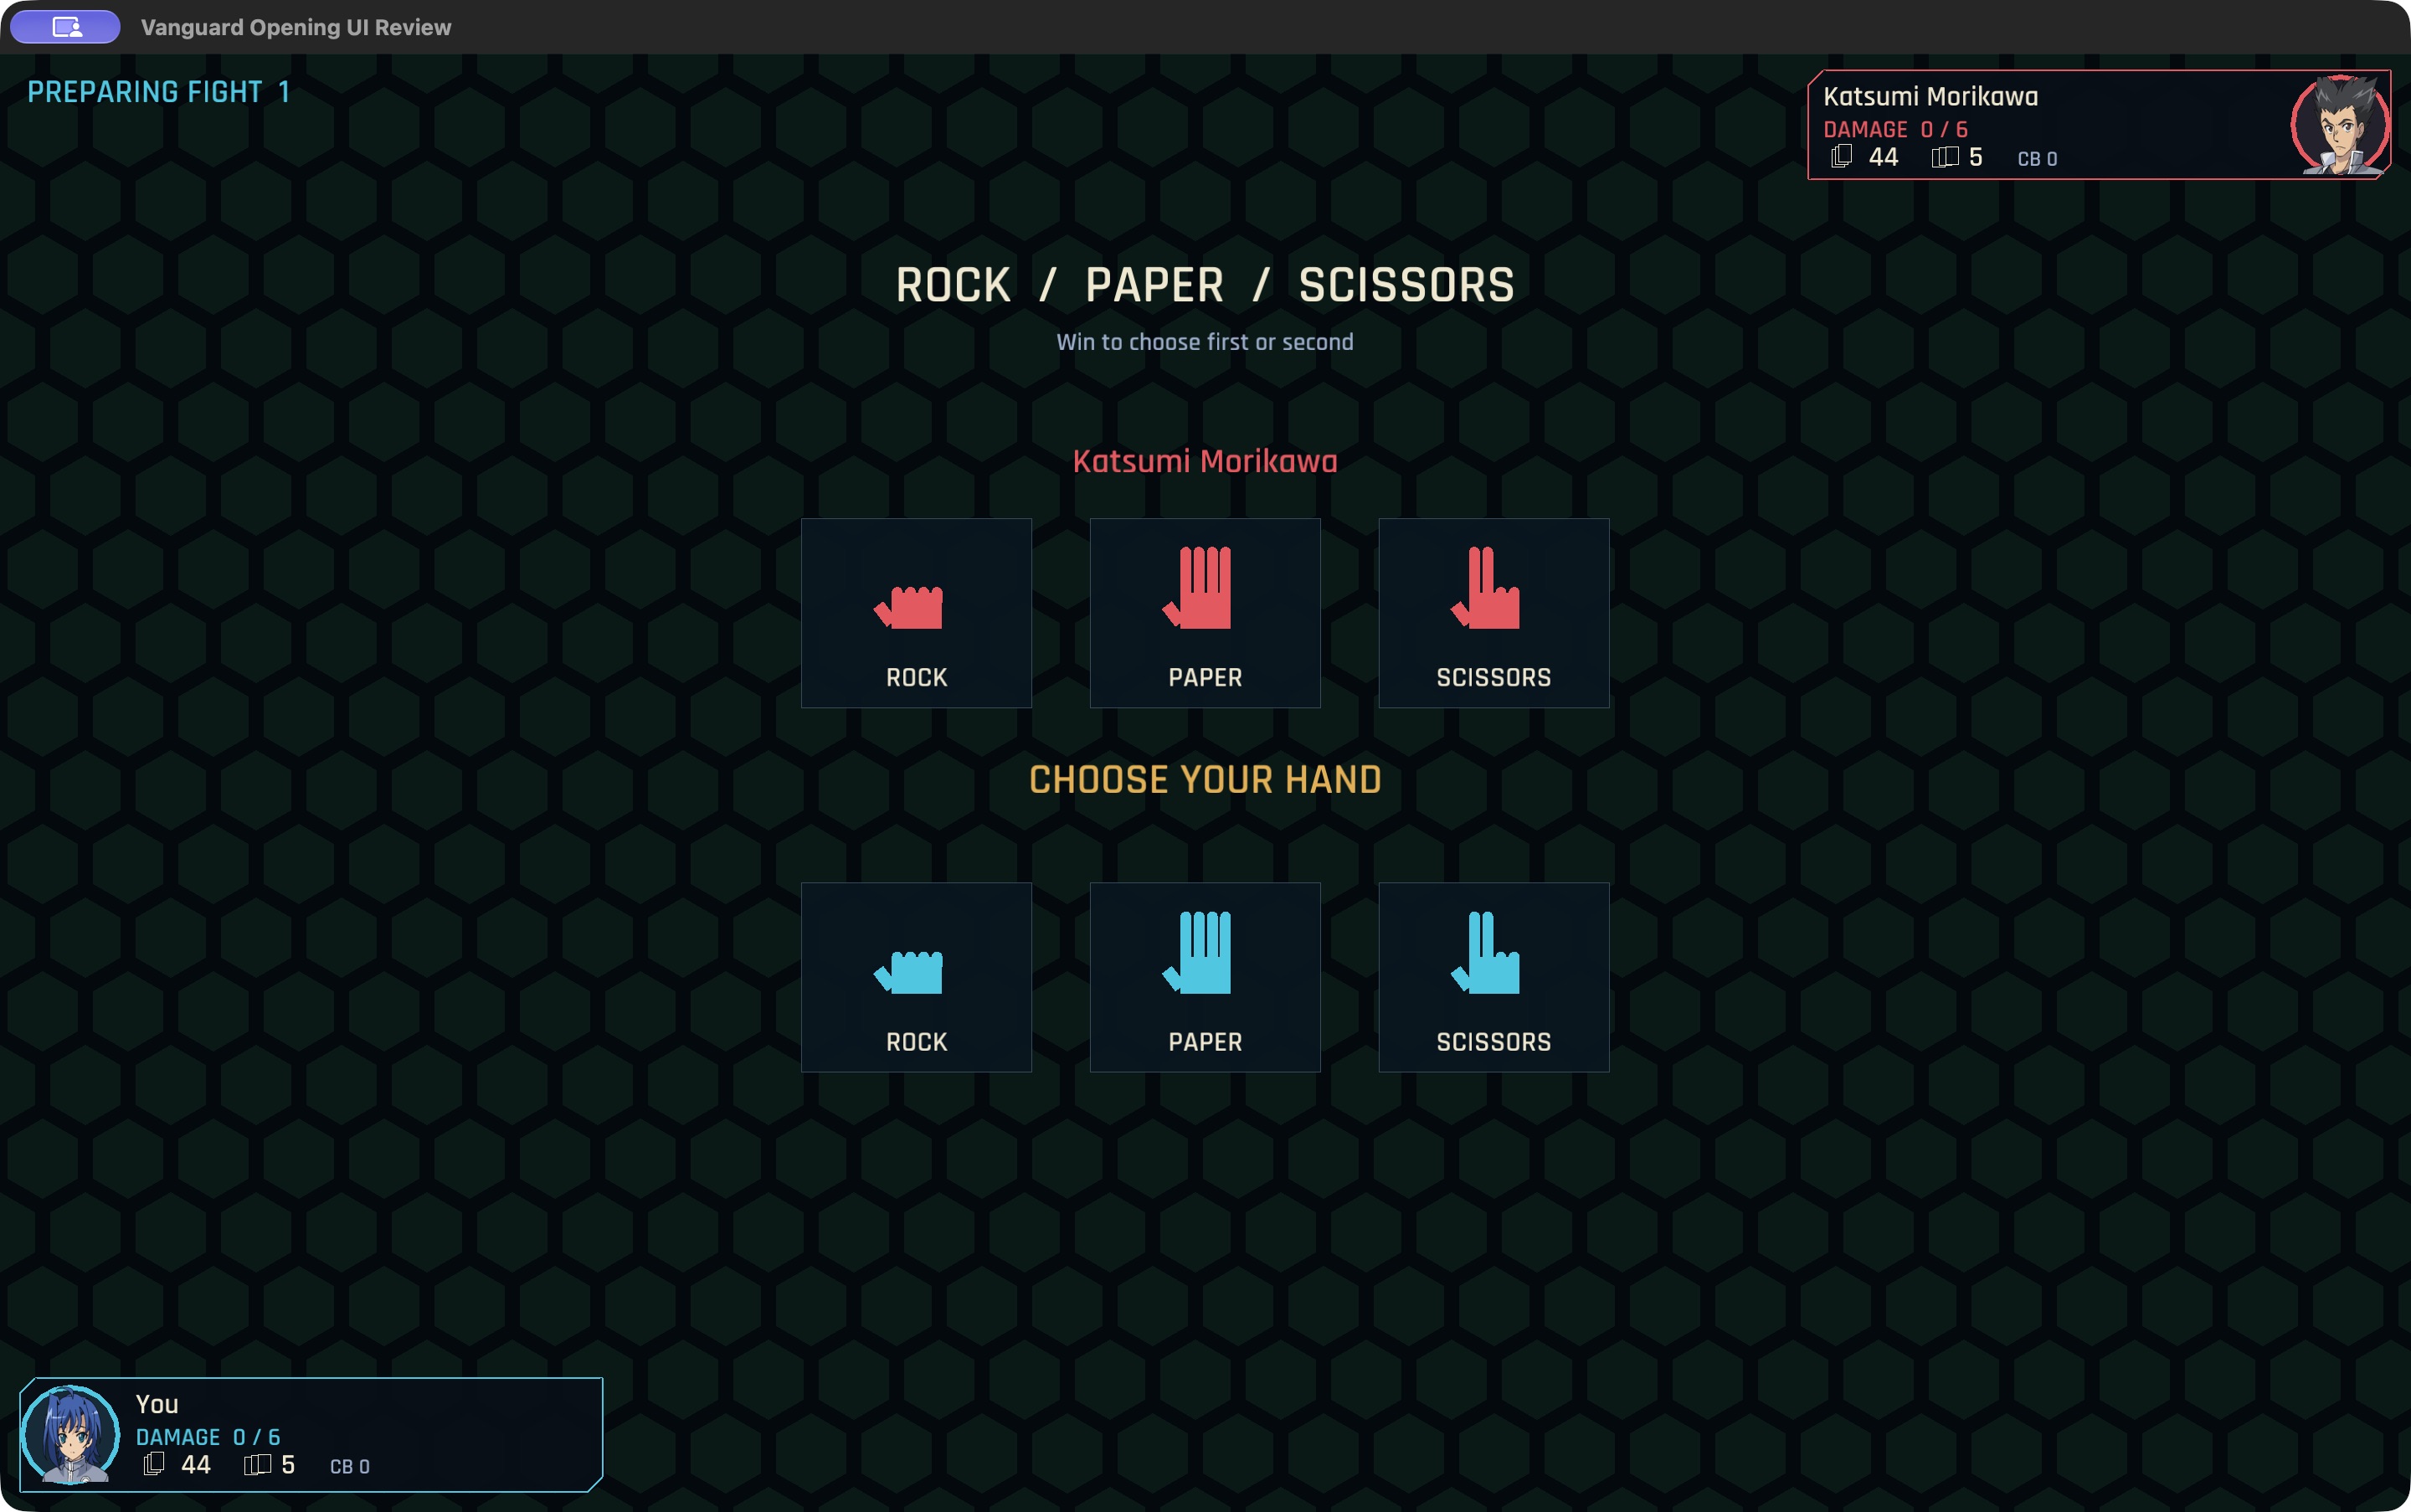 Vanguard Opening UI Review
PREPARING FIGHT 1
Katsumi Morikawa
DAMAGE 0 / 6
44 5 CB 0
ROCK / PAPER / SCISSORS
Win to choose first or second
Katsumi Morikawa
ROCK PAPER SCISSORS
CHOOSE YOUR HAND
ROCK PAPER SCISSORS
You
DAMAGE 0 / 6
44 5 CB 0